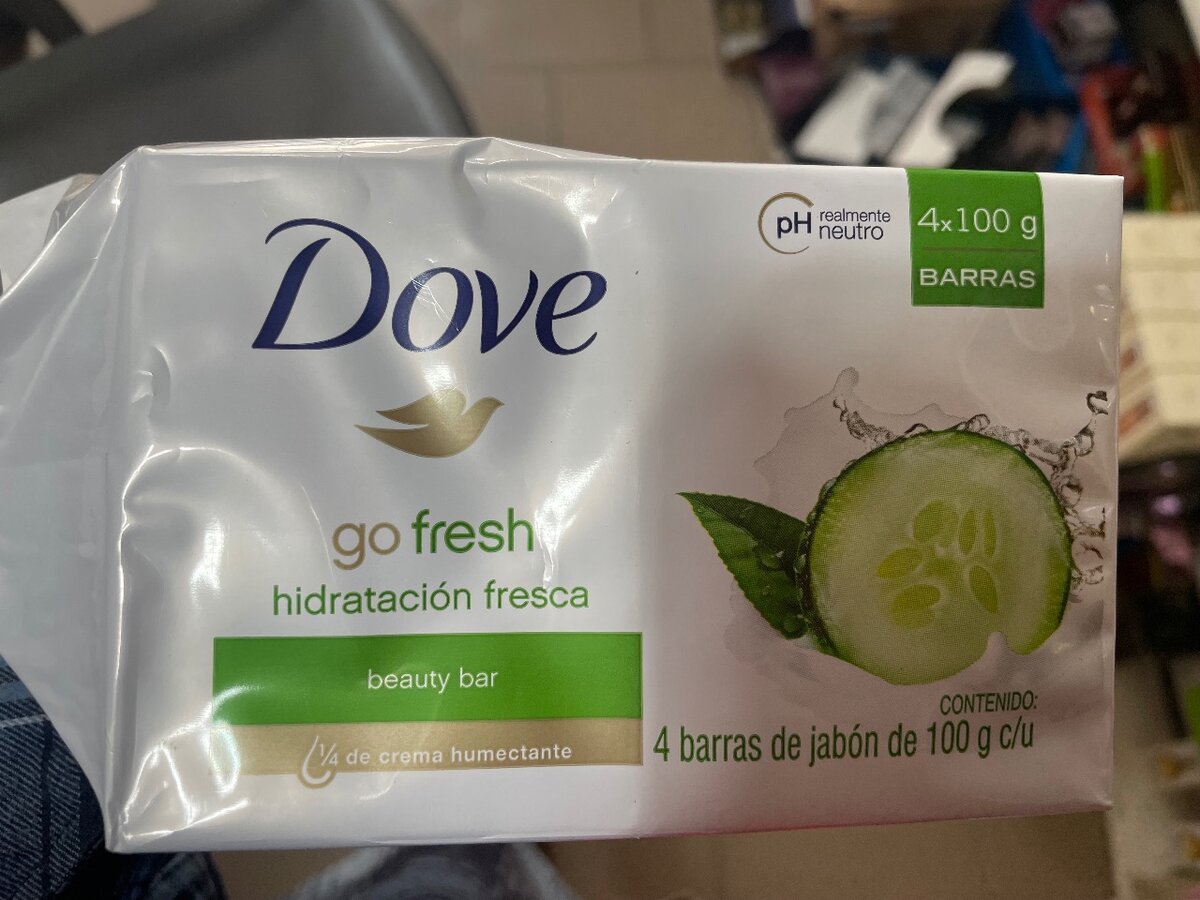 Dove
go fresh
hidratación fresca
beauty bar
¼ de crema humectante
pH realmente
neutro
4x100 g
BARRAS
CONTENIDO:
4 barras de jabón de 100 g c/u